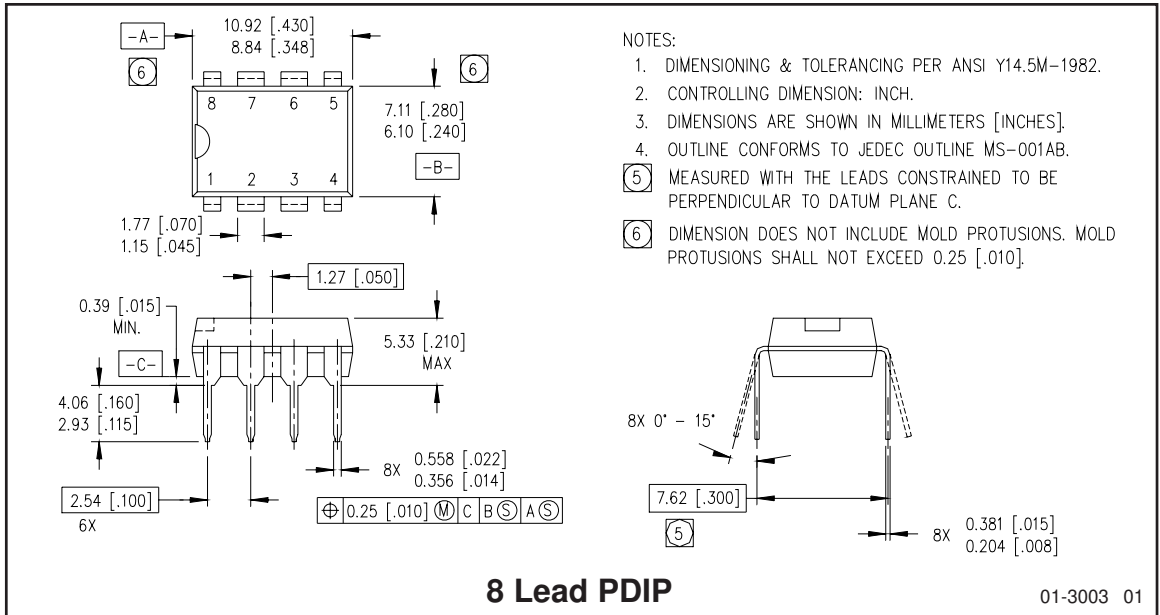 10.92 [.430]
8.84 [.348]
-A-
6
6
8 7 6 5
1 2 3 4
7.11 [.280]
6.10 [.240]
-B-
1.77 [.070]
1.15 [.045]
1.27 [.050]
0.39 [.015]
MIN.
-C-
5.33 [.210]
MAX
4.06 [.160]
2.93 [.115]
2.54 [.100]
6X
8X 0.558 [.022]
0.356 [.014]
⌖ 0.25 [.010] Ⓜ C B Ⓢ A Ⓢ
NOTES:
1. DIMENSIONING & TOLERANCING PER ANSI Y14.5M-1982.
2. CONTROLLING DIMENSION: INCH.
3. DIMENSIONS ARE SHOWN IN MILLIMETERS [INCHES].
4. OUTLINE CONFORMS TO JEDEC OUTLINE MS-001AB.
5 MEASURED WITH THE LEADS CONSTRAINED TO BE
PERPENDICULAR TO DATUM PLANE C.
6 DIMENSION DOES NOT INCLUDE MOLD PROTUSIONS. MOLD
PROTUSIONS SHALL NOT EXCEED 0.25 [.010].
8X 0° - 15°
7.62 [.300]
5
8X 0.381 [.015]
0.204 [.008]
8 Lead PDIP
01-3003 01